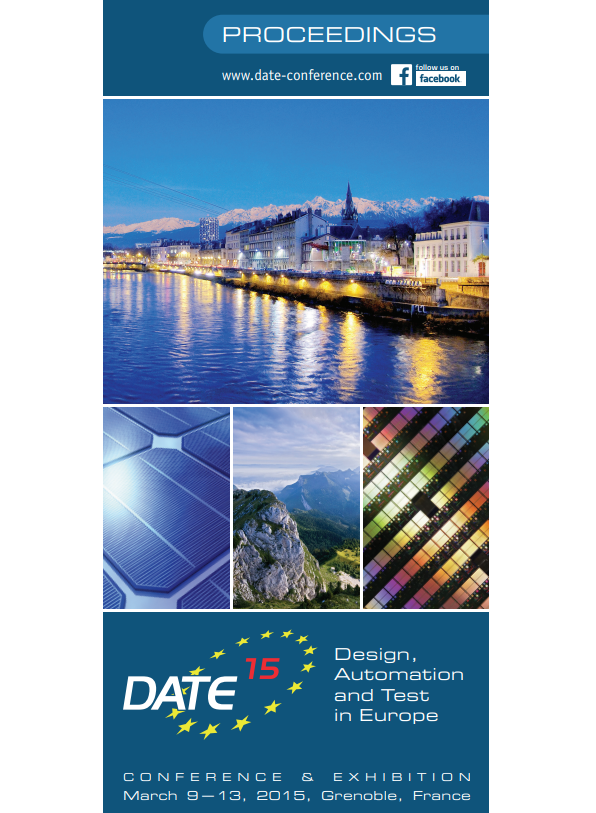 PROCEEDINGS
www.date-conference.com
follow us on
facebook
DATE 15
Design,
Automation
and Test
in Europe
CONFERENCE & EXHIBITION
March 9–13, 2015, Grenoble, France